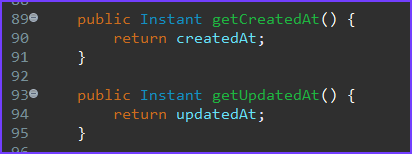 89 public Instant getCreatedAt() {
90 return createdAt;
91 }
92
93 public Instant getUpdatedAt() {
94 return updatedAt;
95 }